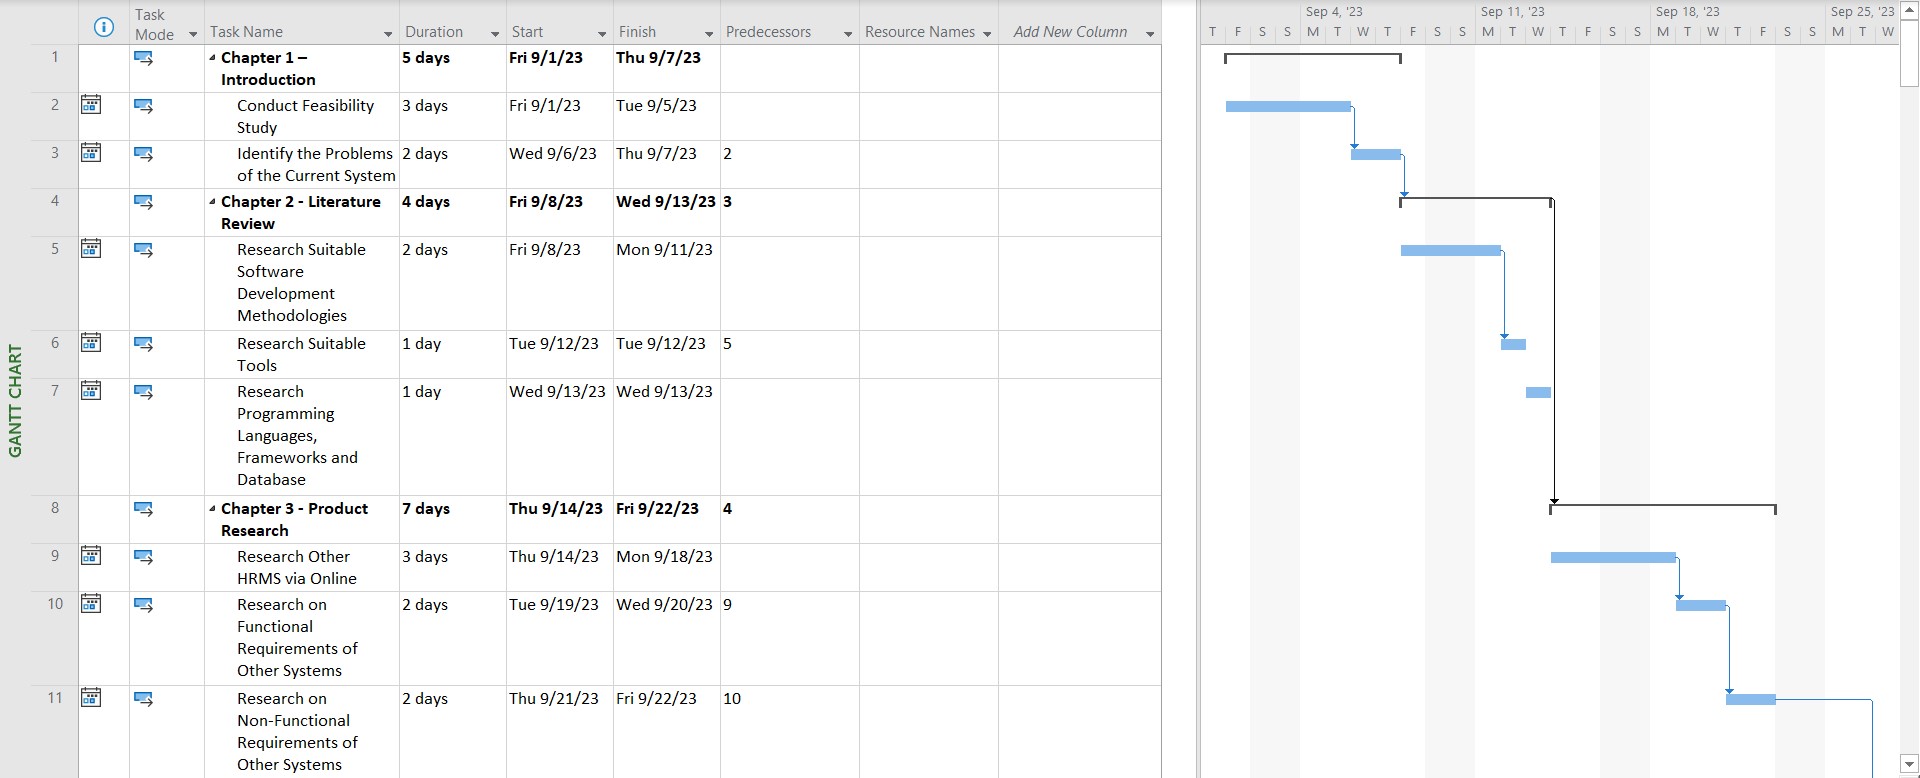 Task Mode Task Name Duration Start Finish Predecessors Resource Names Add New Column
Sep 4, '23 Sep 11, '23 Sep 18, '23 Sep 25, '23
T F S S M T W T F S S M T W T F S S M T W T F S S M T W
1 Chapter 1 – 5 days Fri 9/1/23 Thu 9/7/23
Introduction
2 Conduct Feasibility 3 days Fri 9/1/23 Tue 9/5/23
Study
3 Identify the Problems 2 days Wed 9/6/23 Thu 9/7/23 2
of the Current System
4 Chapter 2 - Literature 4 days Fri 9/8/23 Wed 9/13/23 3
Review
5 Research Suitable 2 days Fri 9/8/23 Mon 9/11/23
Software
Development
Methodologies
6 Research Suitable 1 day Tue 9/12/23 Tue 9/12/23 5
Tools
7 Research 1 day Wed 9/13/23 Wed 9/13/23
Programming
Languages,
Frameworks and
Database
8 Chapter 3 - Product 7 days Thu 9/14/23 Fri 9/22/23 4
Research
9 Research Other 3 days Thu 9/14/23 Mon 9/18/23
HRMS via Online
10 Research on 2 days Tue 9/19/23 Wed 9/20/23 9
Functional
Requirements of
Other Systems
11 Research on 2 days Thu 9/21/23 Fri 9/22/23 10
Non-Functional
Requirements of
Other Systems
GANTT CHART